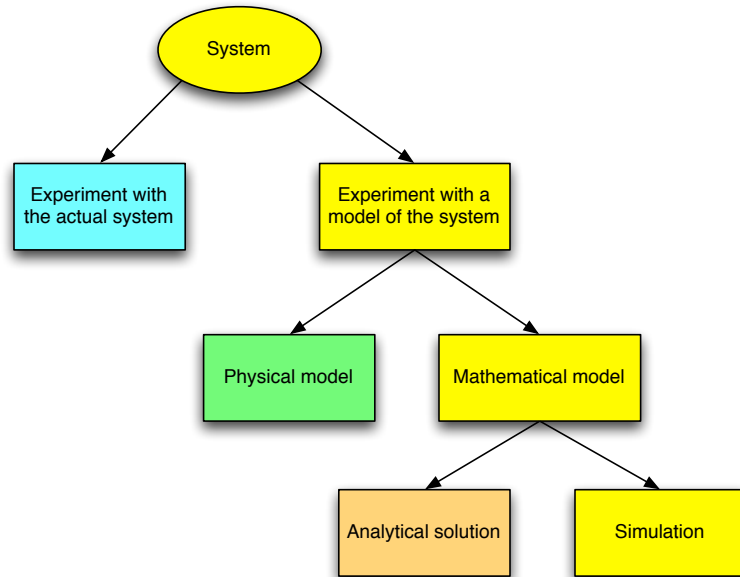 System
Experiment with
the actual system
Experiment with a
model of the system
Physical model
Mathematical model
Analytical solution
Simulation